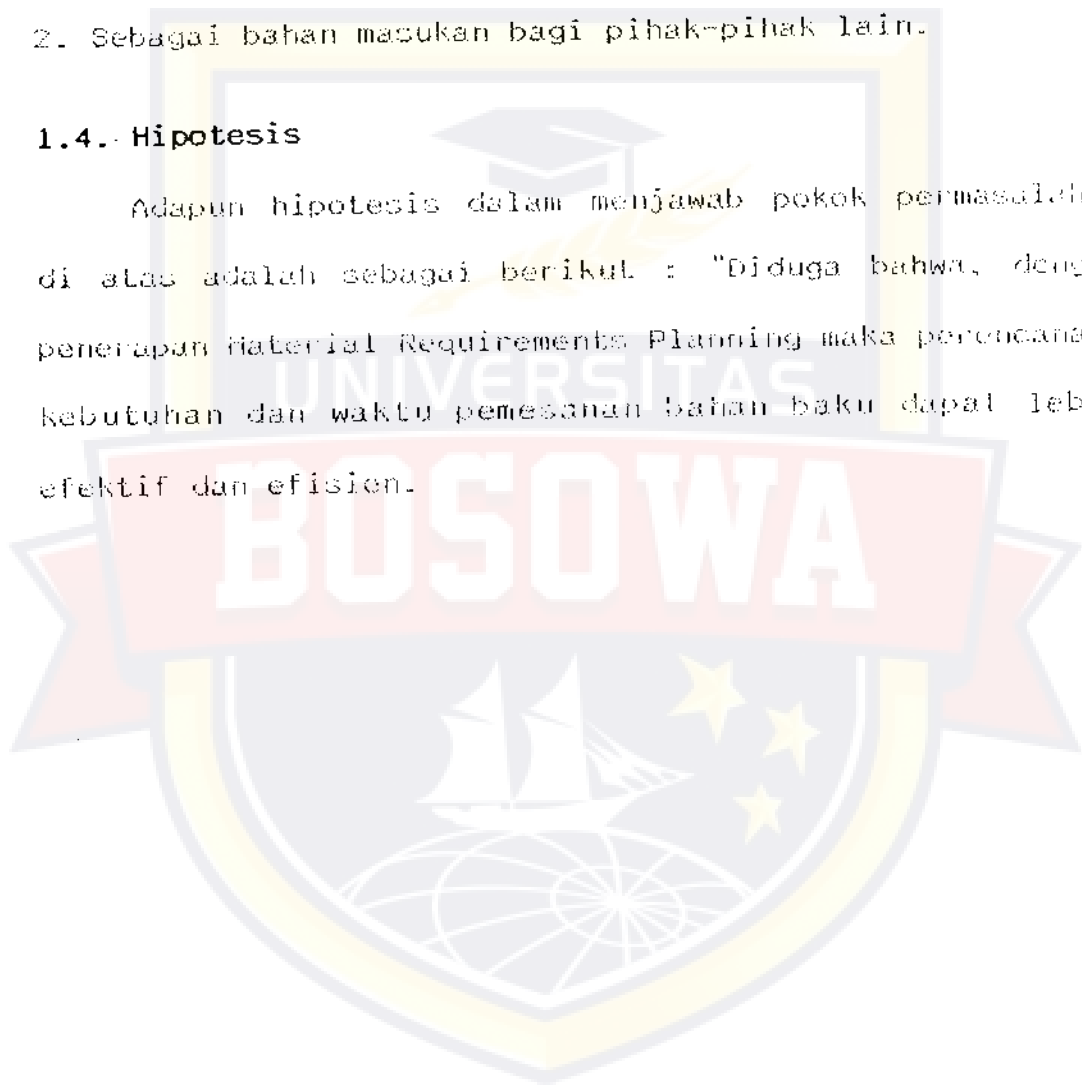 2. Sebagai bahan masukan bagi pihak-pihak lain.
1.4. Hipotesis
Adapun hipotesis dalam menjawab pokok permasalah
di atas adalah sebagai berikut : "Diduga bahwa, deng
penerapan Material Requirements Planning maka perencana
kebutuhan dan waktu pemesanan bahan baku dapat leb
efektif dan efisien.
UNIVERSITAS
BOSOWA